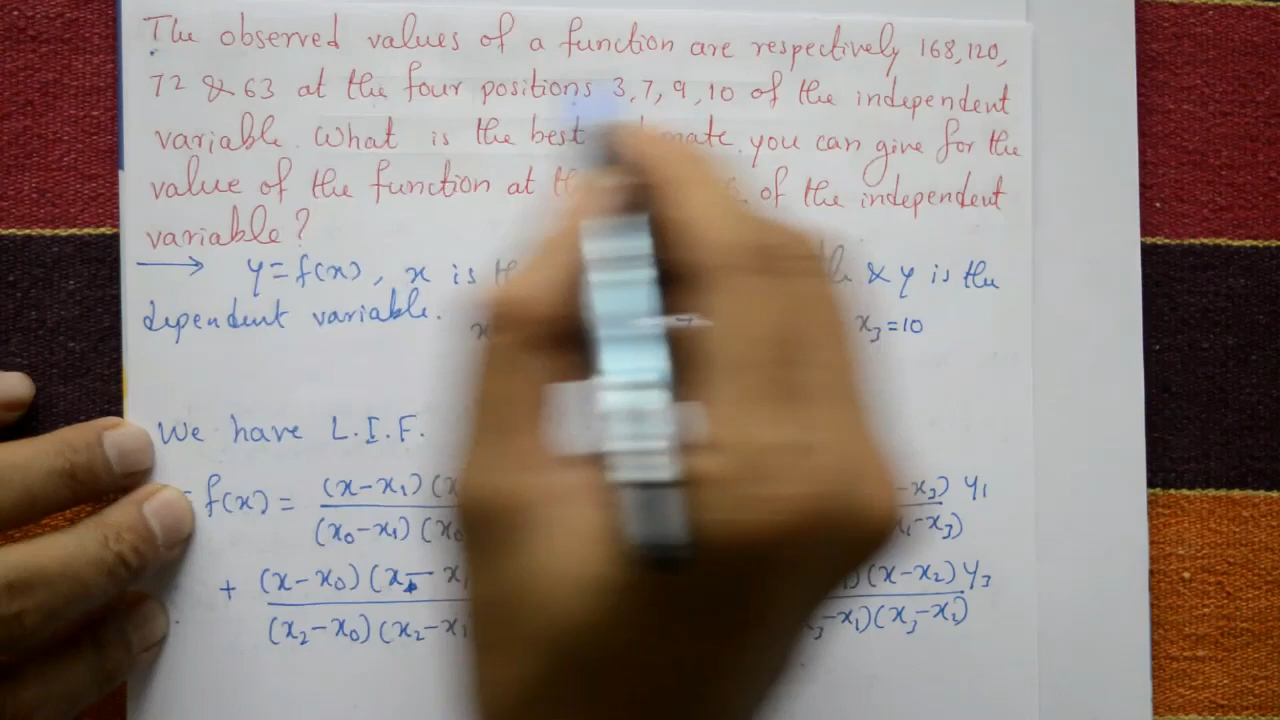 The observed values of a function are respectively 168, 120,
72 & 63 at the four positions 3, 7, 9, 10 of the independent
variable. What is the best you can give for the
value of the function at of the independent
variable?
→ y = f(x), x is & y is the
dependent variable. x₃ = 10
We have L.I.F.
f(x) = (x-x₁) (x -x₃) y₁
(x₀-x₁) (x₀ -x₃)
+ (x-x₀) (x- x (x-x₂) y₃
(x₂-x₀) (x₂-x₁ -x₁)(x₃-x₂)